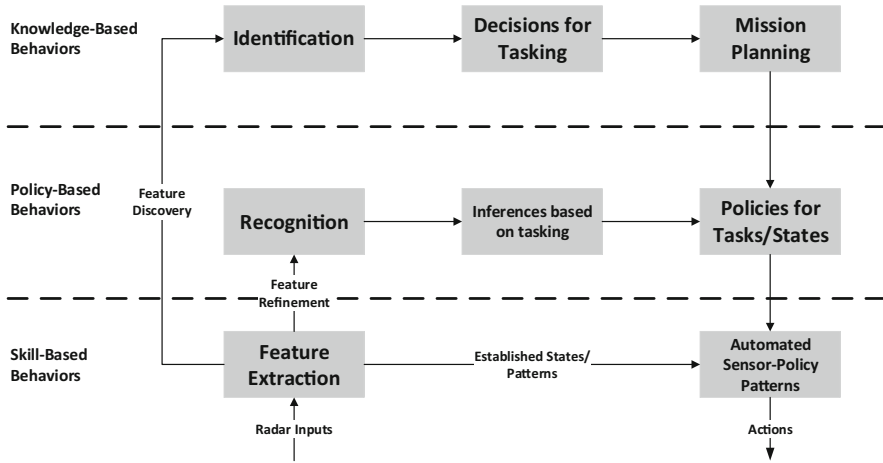 Knowledge-Based
Behaviors
Identification
Decisions for
Tasking
Mission
Planning
Policy-Based
Behaviors
Feature
Discovery
Recognition
Inferences based
on tasking
Policies for
Tasks/States
Feature
Refinement
Skill-Based
Behaviors
Feature
Extraction
Established States/
Patterns
Automated
Sensor-Policy
Patterns
Radar Inputs
Actions